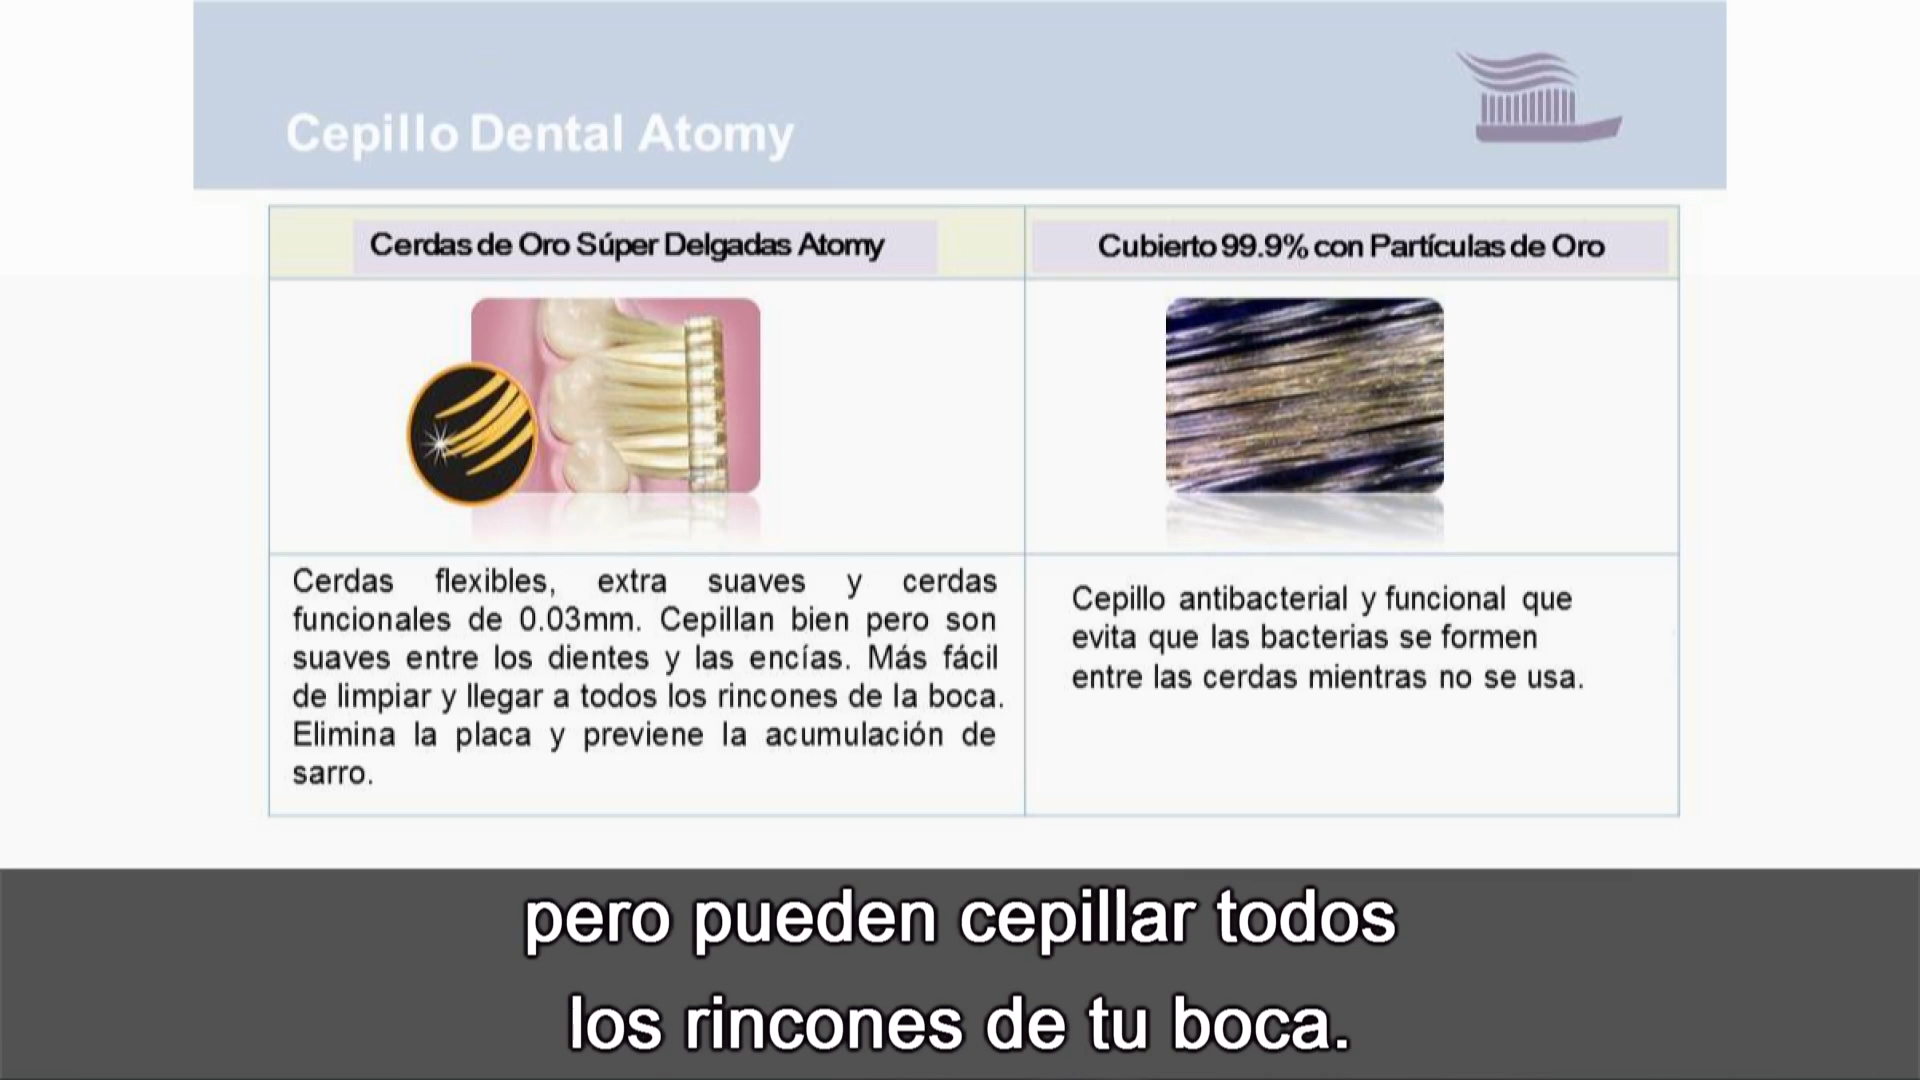 Cepillo Dental Atomy
Cerdas de Oro Súper Delgadas Atomy
Cubierto 99.9% con Partículas de Oro
Cerdas flexibles, extra suaves y cerdas
funcionales de 0.03mm. Cepillan bien pero son
suaves entre los dientes y las encías. Más fácil
de limpiar y llegar a todos los rincones de la boca.
Elimina la placa y previene la acumulación de
sarro.
Cepillo antibacterial y funcional que
evita que las bacterias se formen
entre las cerdas mientras no se usa.
pero pueden cepillar todos
los rincones de tu boca.